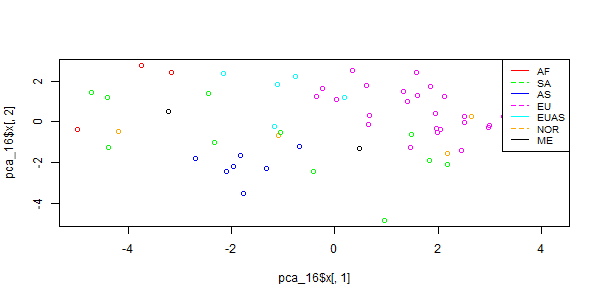 pca_16$x[, 2]
2
0
-2
-4
AF
SA
AS
EU
EUAS
NOR
ME
-4
-2
0
2
4
pca_16$x[, 1]